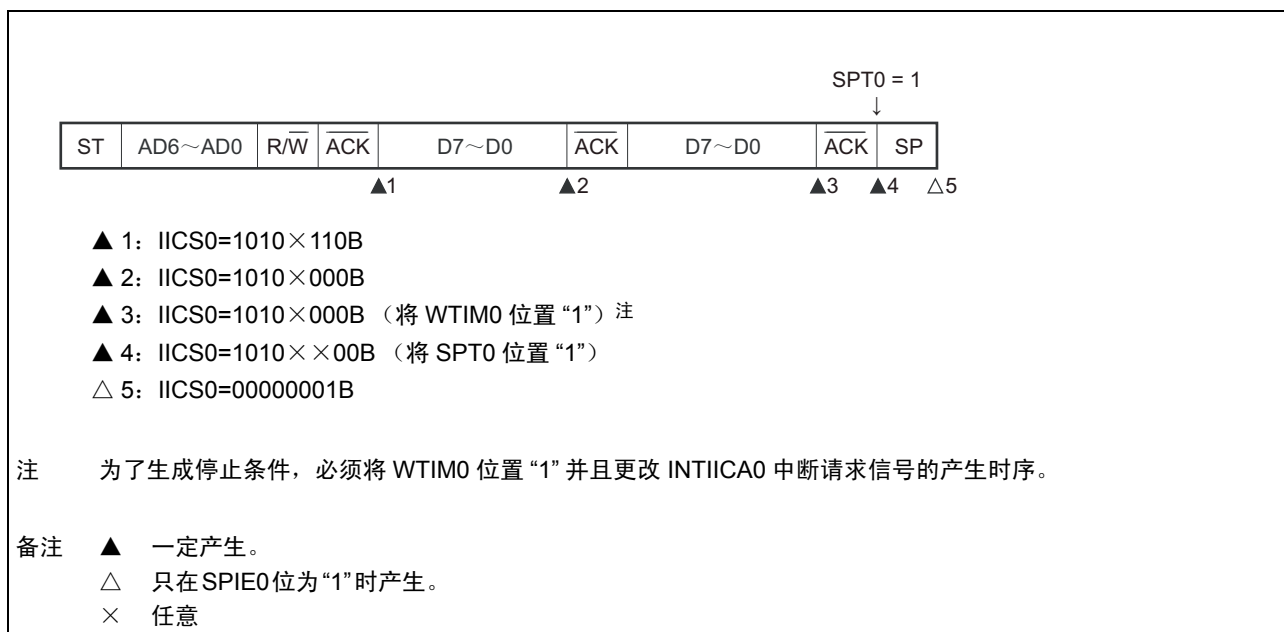 SPT0 = 1
↓
ST AD6～AD0 R/W̅ A̅C̅K̅ D7～D0 A̅C̅K̅ D7～D0 A̅C̅K̅ SP
▲1 ▲2 ▲3 ▲4 △5
▲ 1：IICS0=1010×110B
▲ 2：IICS0=1010×000B
▲ 3：IICS0=1010×000B （将 WTIM0 位置 “1”）注
▲ 4：IICS0=1010××00B （将 SPT0 位置 “1”）
△ 5：IICS0=00000001B
注 为了生成停止条件，必须将 WTIM0 位置 “1” 并且更改 INTIICA0 中断请求信号的产生时序。
备注 ▲ 一定产生。
△ 只在SPIE0位为“1”时产生。
× 任意